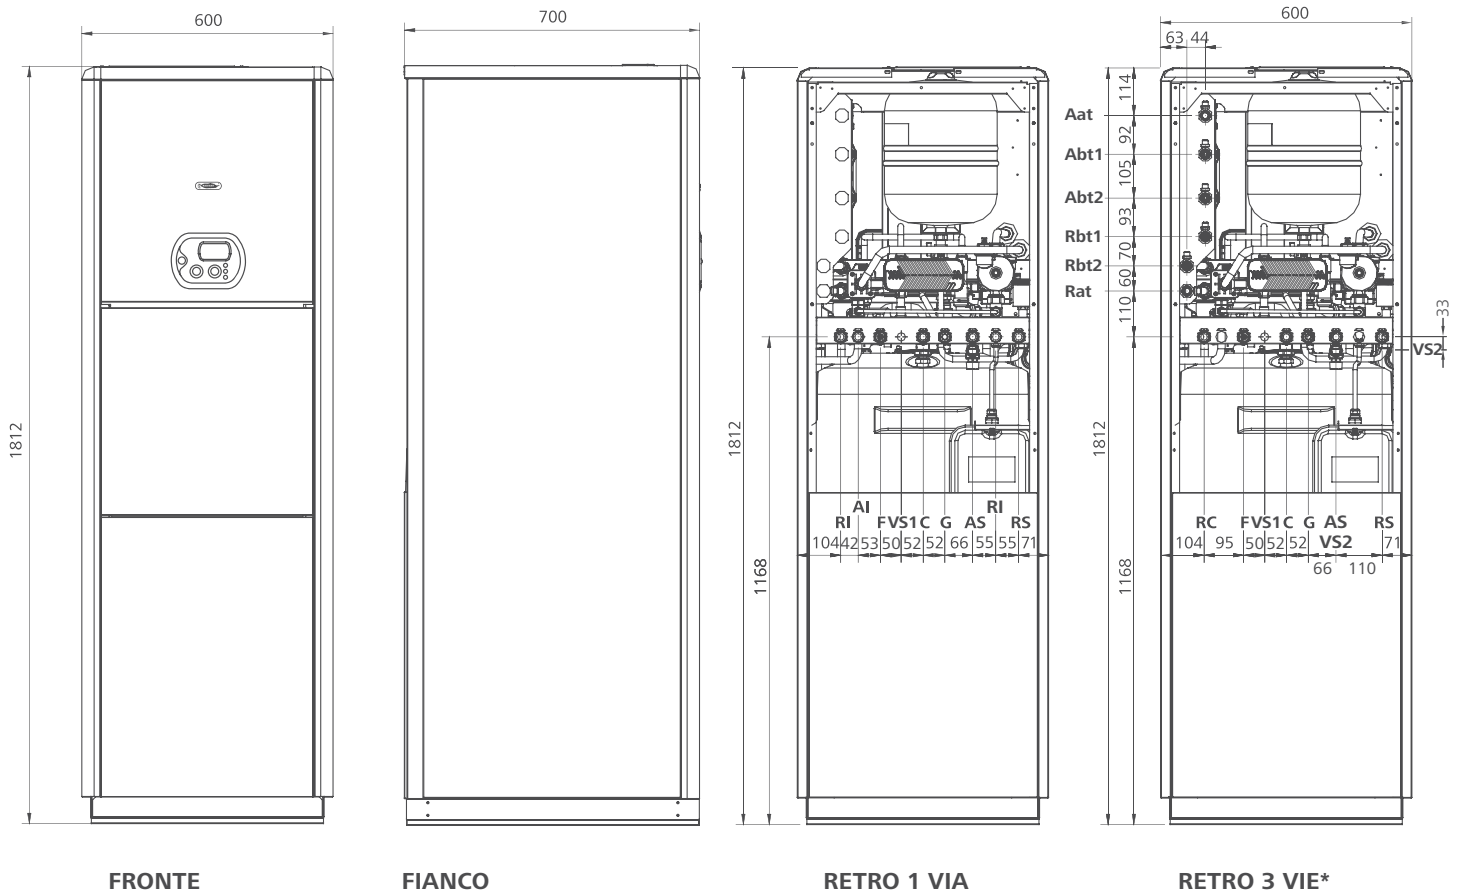 600
700
600
63 44
114
Aat
92
Abt1
105
Abt2
93
Rbt1
70
Rbt2
60
Rat
110
33
VS2
1812
1812
1812
1168
1168
AI
RI
RI F VS1 C G AS RS
104 42 53 50 52 52 66 55 55 71
RC F VS1 C G AS RS
VS2
104 95 50 52 52 71
66 110
FRONTE
FIANCO
RETRO 1 VIA
RETRO 3 VIE*